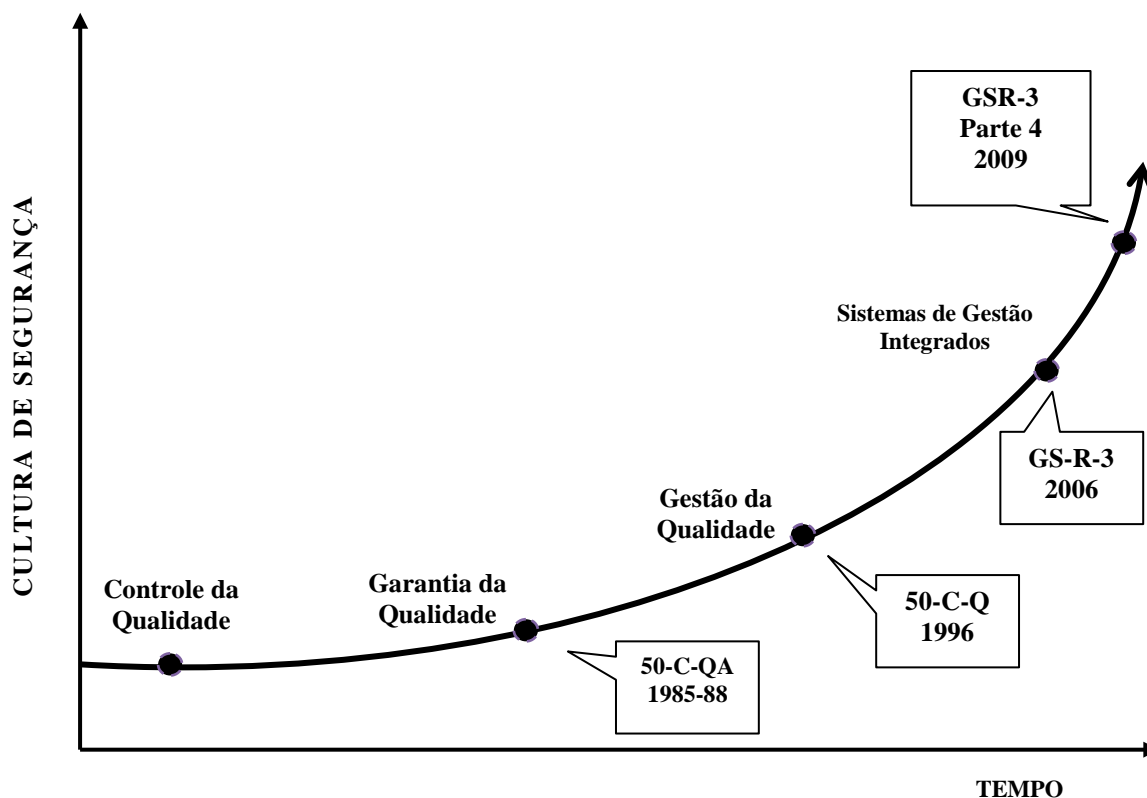 GSR-3
Parte 4
2009
CULTURA DE SEGURANÇA
Sistemas de Gestão
Integrados
GS-R-3
2006
Gestão da
Qualidade
Controle da
Qualidade
Garantia da
Qualidade
50-C-Q
1996
50-C-QA
1985-88
TEMPO